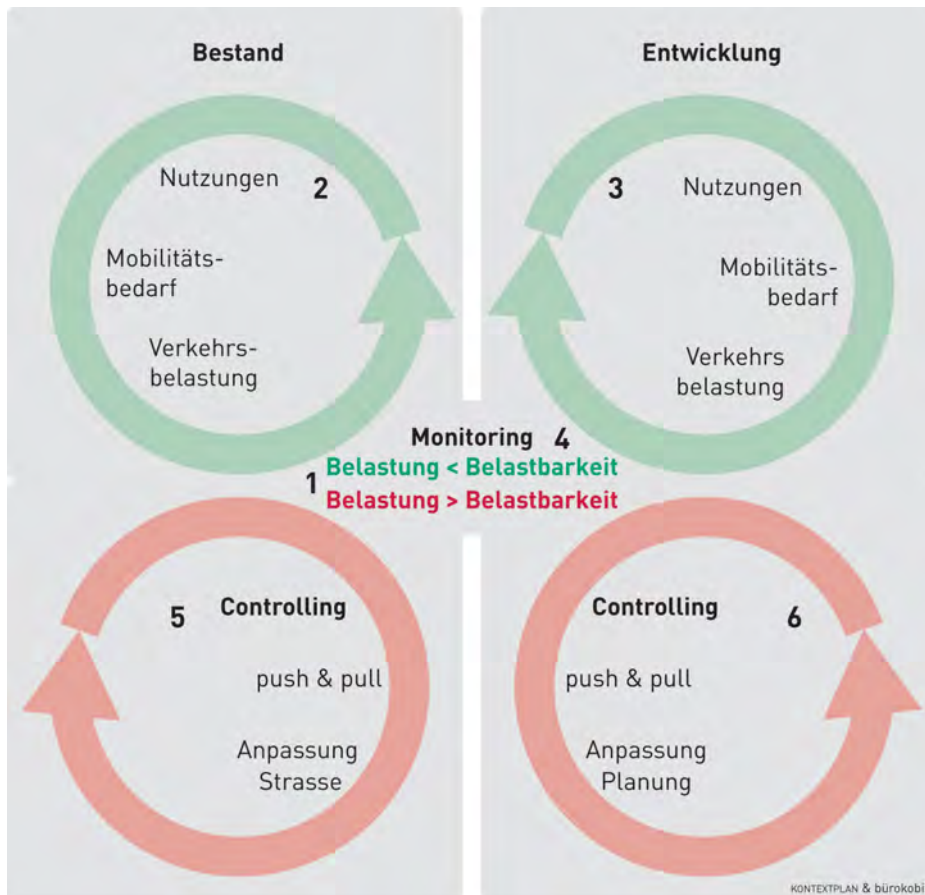 Bestand
Nutzungen 2
Mobilitäts-
bedarf
Verkehrs-
belastung
Entwicklung
3 Nutzungen
Mobilitäts-
bedarf
Verkehrs
belastung
Monitoring 4
1 Belastung < Belastbarkeit
Belastung > Belastbarkeit
5 Controlling
push & pull
Anpassung
Strasse
Controlling 6
push & pull
Anpassung
Planung
KONTEXTPLAN & bürokobi